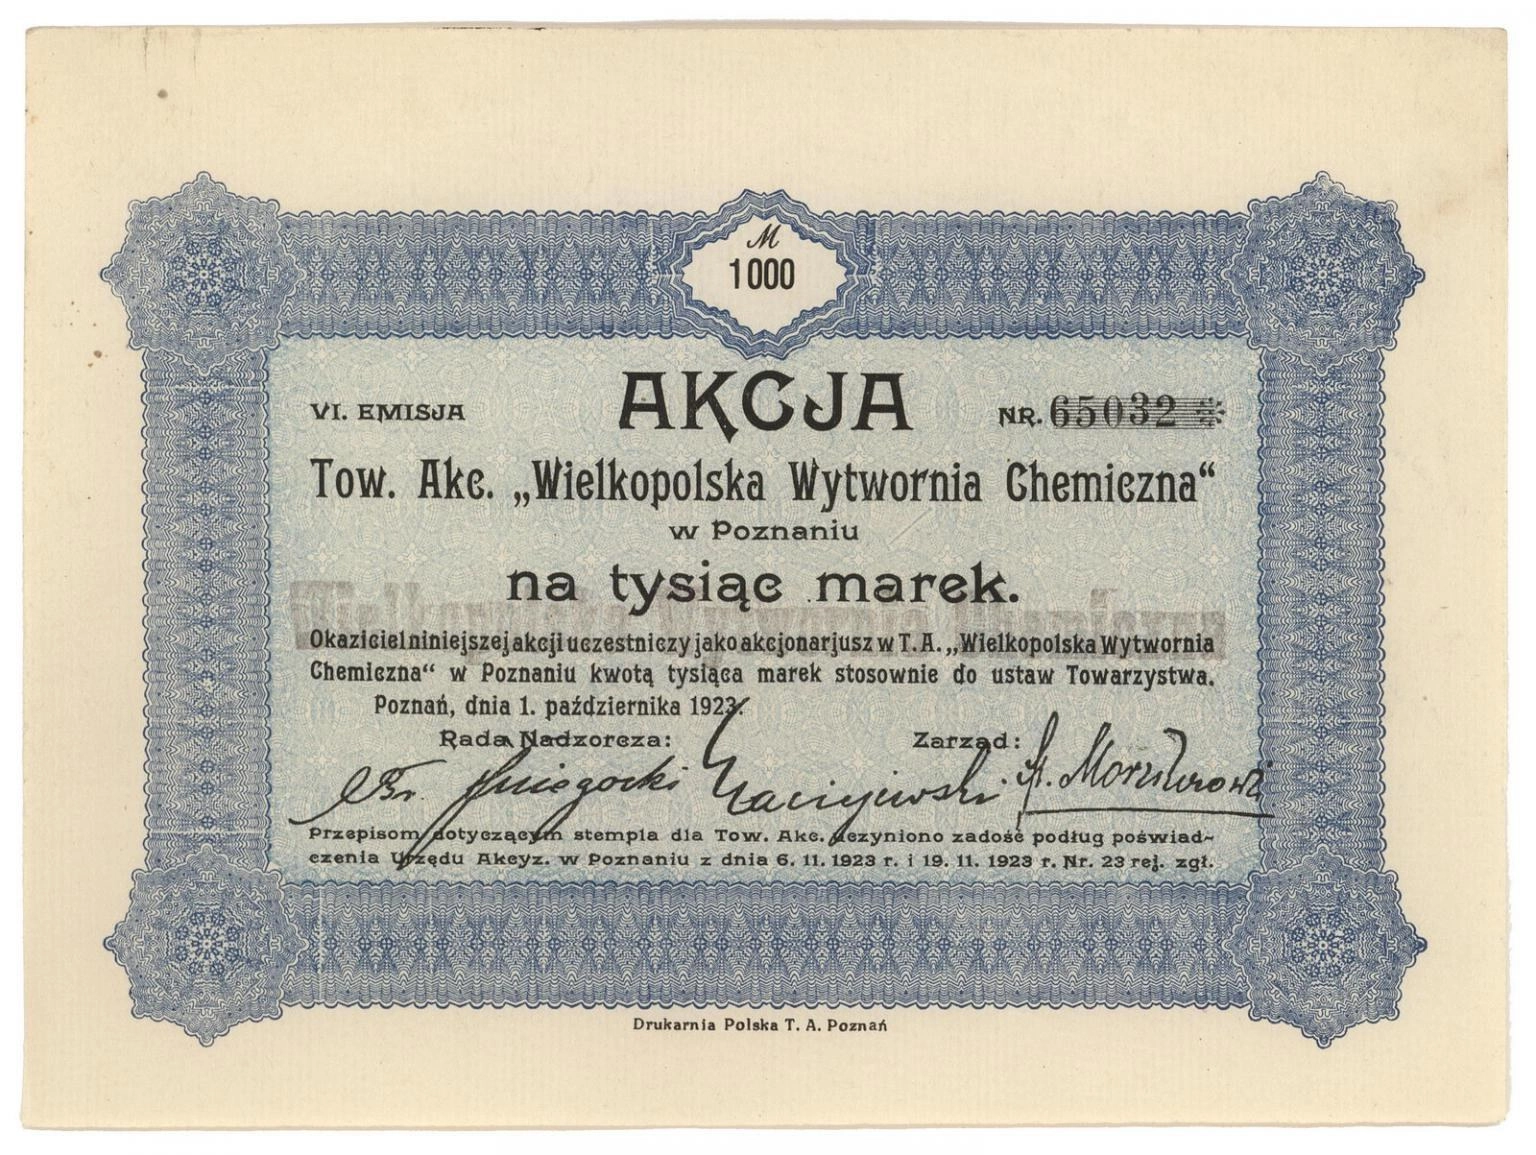 M
1000
VI. EMISJA
AKCJA
NR. 65032
Tow. Akc. „Wielkopolska Wytwornia Chemiczna“
w Poznaniu
na tysiąc marek.
Okaziciel niniejszej akcji uczestniczy jako akcjonarjusz w T. A. „Wielkopolska Wytwornia
Chemiczna“ w Poznaniu kwotą tysiąca marek stosownie do ustaw Towarzystwa.
Poznań, dnia 1. października 1923.
Rada Nadzorcza:
Zarząd:
Przepisom dotyczącym stempla dla Tow. Akc. uczyniono zadość podług poświad-
czenia Urzędu Akcyz. w Poznaniu z dnia 6. 11. 1923 r. i 19. 11. 1923 r. Nr. 23 rej. zgł.
Drukarnia Polska T. A. Poznań